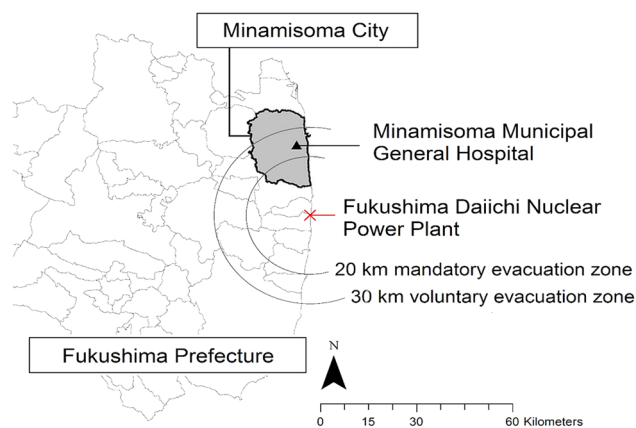 Minamisoma City
Minamisoma Municipal
General Hospital
Fukushima Daiichi Nuclear
Power Plant
20 km mandatory evacuation zone
30 km voluntary evacuation zone
Fukushima Prefecture
N
0 15 30 60 Kilometers